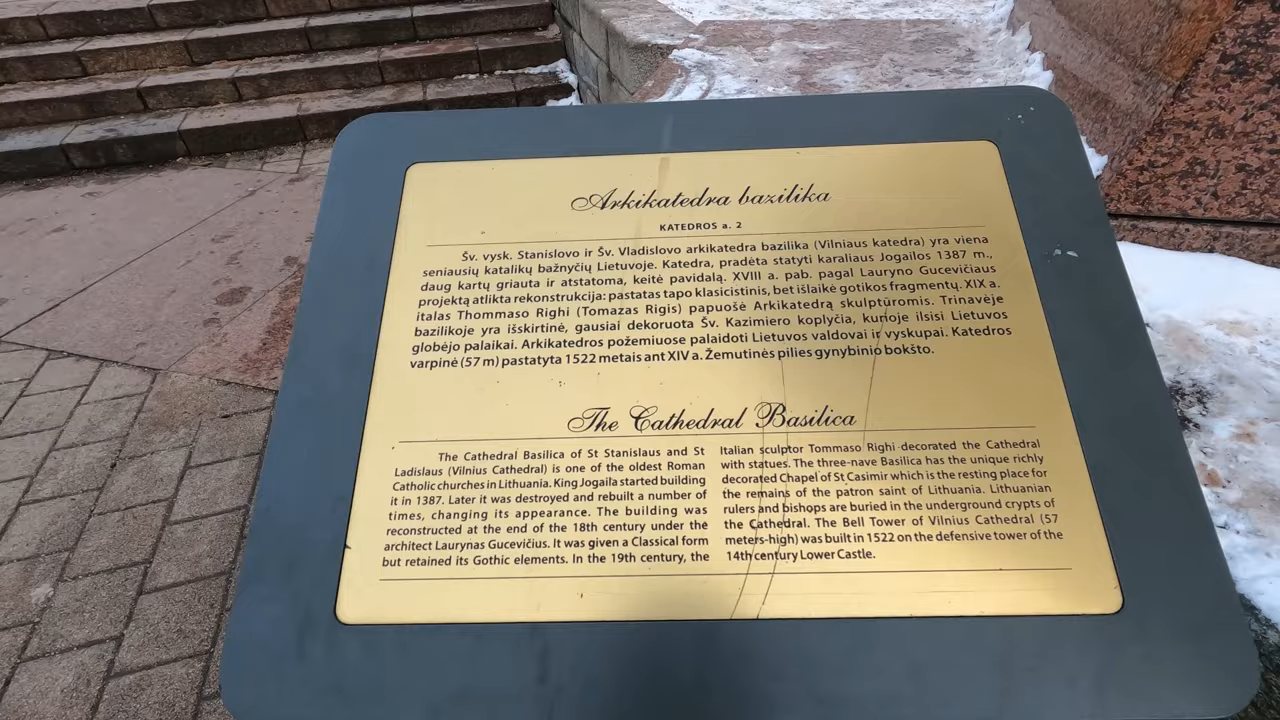 Arkikatedra bazilika
KATEDROS a. 2
Šv. vysk. Stanislovo ir Šv. Vladislovo arkikatedra bazilika (Vilniaus katedra) yra viena
seniausių katalikų bažnyčių Lietuvoje. Katedra, pradėta statyti karaliaus Jogailos 1387 m.,
daug kartų griauta ir atstatoma, keitė pavidalą. XVIII a. pab. pagal Lauryno Gucevičiaus
projektą atlikta rekonstrukcija: pastatas tapo klasicistinis, bet išlaikė gotikos fragmentų. XIX a.
italas Thommaso Righi (Tomazas Rigis) papuošė Arkikatedrą skulptūromis. Trinavėje
bazilikoje yra išskirtinė, gausiai dekoruota Šv. Kazimiero koplyčia, kurioje ilsisi Lietuvos
globėjo palaikai. Arkikatedros požemiuose palaidoti Lietuvos valdovai ir vyskupai. Katedros
varpinė (57 m) pastatyta 1522 metais ant XIV a. Žemutinės pilies gynybinio bokšto.
The Cathedral Basilica
The Cathedral Basilica of St Stanislaus and St
Ladislaus (Vilnius Cathedral) is one of the oldest Roman
Catholic churches in Lithuania. King Jogaila started building
it in 1387. Later it was destroyed and rebuilt a number of
times, changing its appearance. The building was
reconstructed at the end of the 18th century under the
architect Laurynas Gucevičius. It was given a Classical form
but retained its Gothic elements. In the 19th century, the
Italian sculptor Tommaso Righi decorated the Cathedral
with statues. The three-nave Basilica has the unique richly
decorated Chapel of St Casimir which is the resting place for
the remains of the patron saint of Lithuania. Lithuanian
rulers and bishops are buried in the underground crypts of
the Cathedral. The Bell Tower of Vilnius Cathedral (57
meters-high) was built in 1522 on the defensive tower of the
14th century Lower Castle.